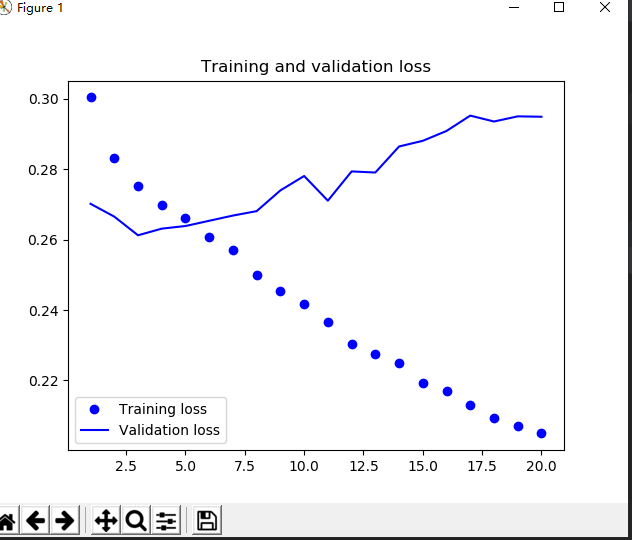 Figure 1
Training and validation loss
0.30
0.28
0.26
0.24
0.22
Training loss
Validation loss
2.5 5.0 7.5 10.0 12.5 15.0 17.5 20.0